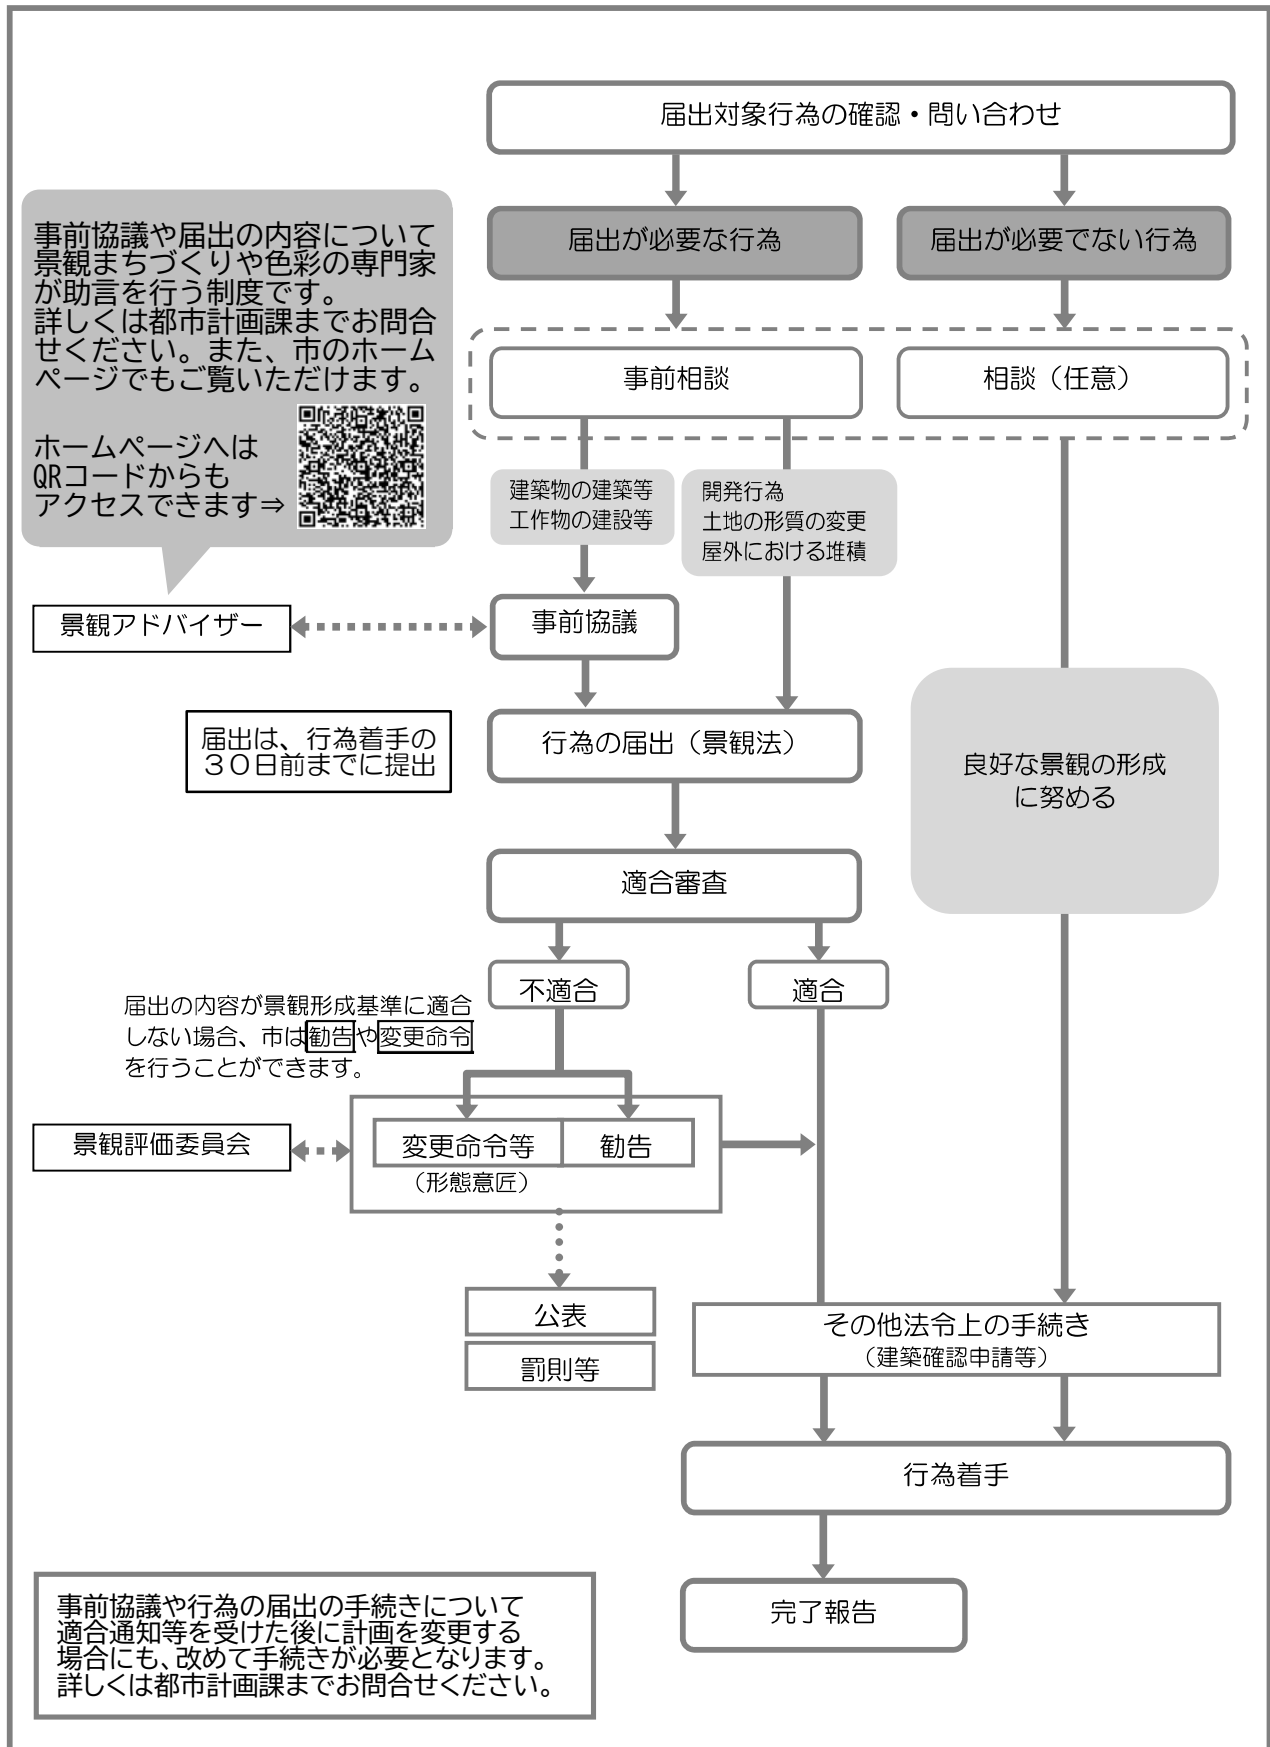 届出対象行為の確認・問い合わせ
届出が必要な行為
届出が必要でない行為
事前協議や届出の内容について
景観まちづくりや色彩の専門家
が助言を行う制度です。
詳しくは都市計画課までお問合
せください。また、市のホーム
ページでもご覧いただけます。
ホームページへは
QRコードからも
アクセスできます⇒
事前相談
相談（任意）
建築物の建築等
工作物の建設等
開発行為
土地の形質の変更
屋外における堆積
景観アドバイザー
事前協議
届出は、行為着手の
３０日前までに提出
行為の届出（景観法）
良好な景観の形成
に努める
適合審査
不適合
適合
届出の内容が景観形成基準に適合
しない場合、市は勧告や変更命令
を行うことができます。
景観評価委員会
変更命令等
勧告
（形態意匠）
公表
罰則等
その他法令上の手続き
（建築確認申請等）
行為着手
完了報告
事前協議や行為の届出の手続きについて
適合通知等を受けた後に計画を変更する
場合にも、改めて手続きが必要となります。
詳しくは都市計画課までお問合せください。